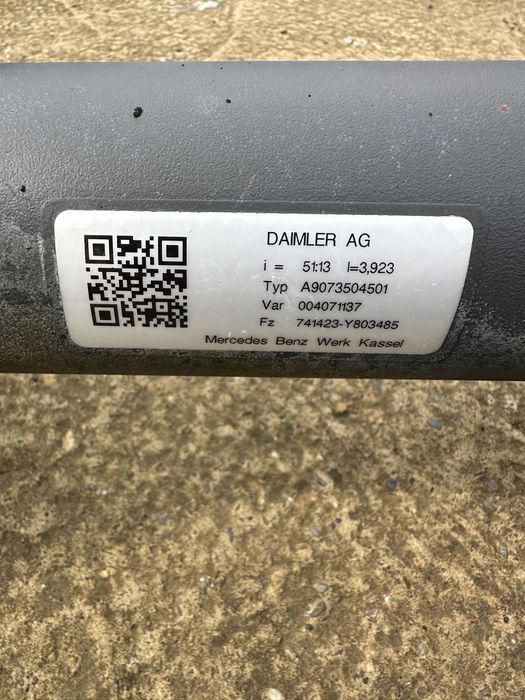 DAIMLER AG
i = 51:13 I=3,923
Typ A9073504501
Var 004071137
Fz 741423-Y803485
Mercedes Benz Werk Kassel